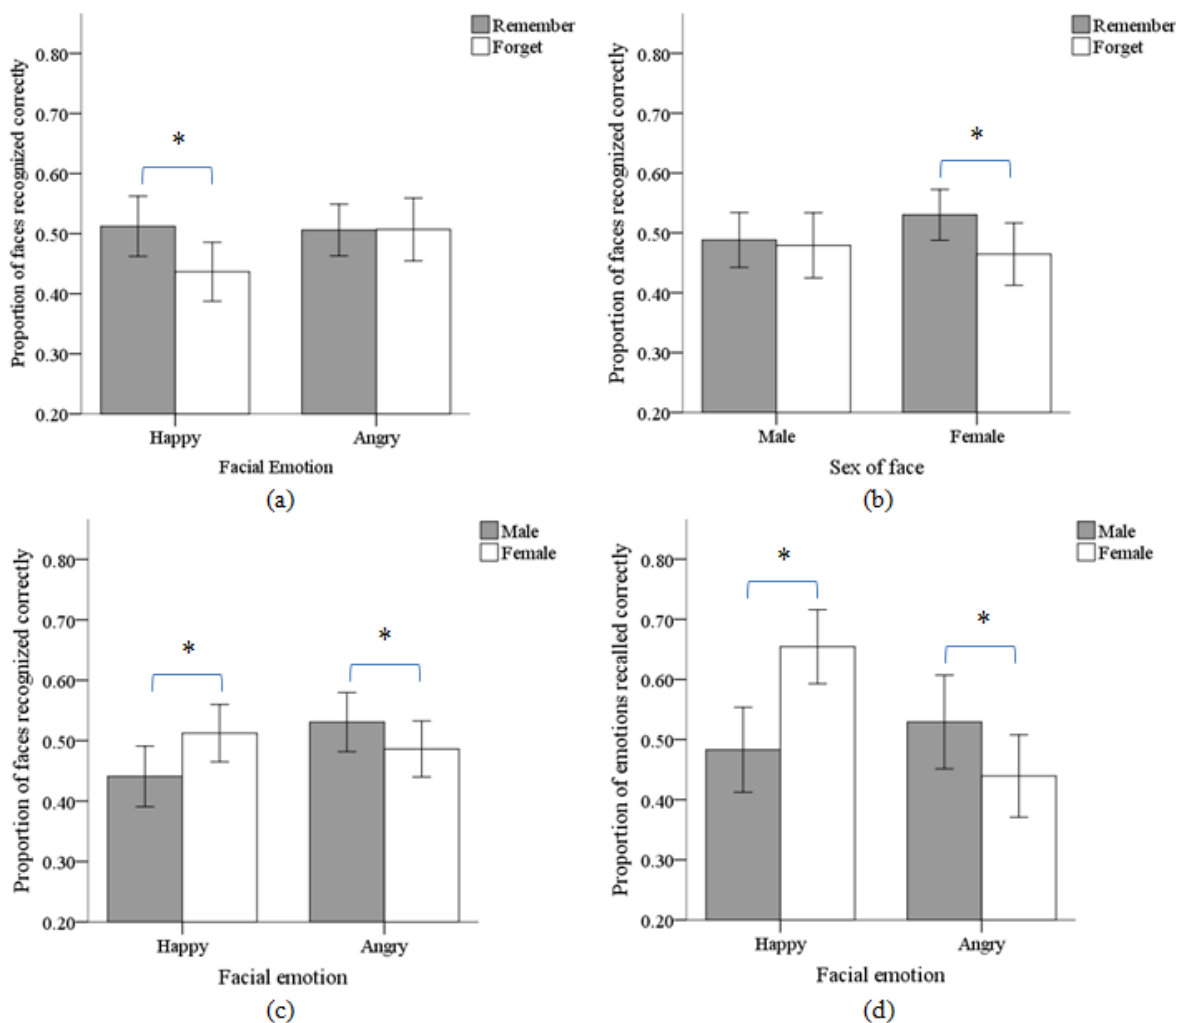 Remember
Forget
Proportion of faces recognized correctly
0.80
0.70
0.60
0.50
0.40
0.30
0.20
*
Happy
Angry
Facial Emotion
(a)
Remember
Forget
Proportion of faces recognized correctly
0.80
0.70
0.60
0.50
0.40
0.30
0.20
*
Male
Female
Sex of face
(b)
Male
Female
Proportion of faces recognized correctly
0.80
0.70
0.60
0.50
0.40
0.30
0.20
*
*
Happy
Angry
Facial emotion
(c)
Male
Female
Proportion of emotions recalled correctly
0.80
0.70
0.60
0.50
0.40
0.30
0.20
*
*
Happy
Angry
Facial emotion
(d)